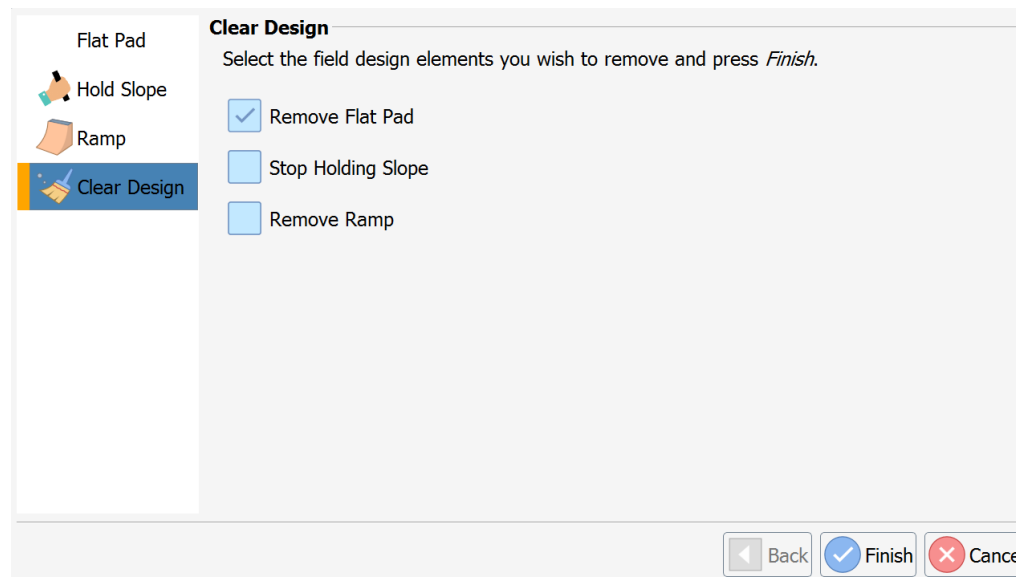 Flat Pad
Hold Slope
Ramp
Clear Design
Clear Design
Select the field design elements you wish to remove and press Finish.
Remove Flat Pad
Stop Holding Slope
Remove Ramp
Back
Finish
Cance